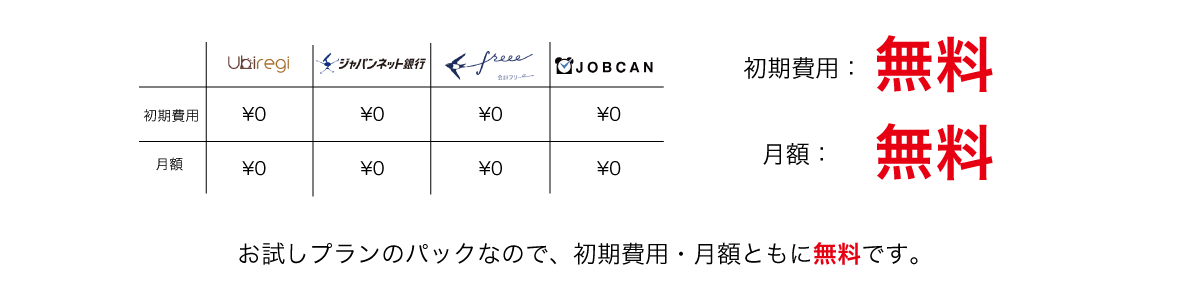 Ubiregi ジャパンネット銀行 freee 会計フリー JOBCAN
初期費用 ¥0 ¥0 ¥0 ¥0
月額 ¥0 ¥0 ¥0 ¥0
初期費用： 無料
月額： 無料
お試しプランのパックなので、初期費用・月額ともに無料です。